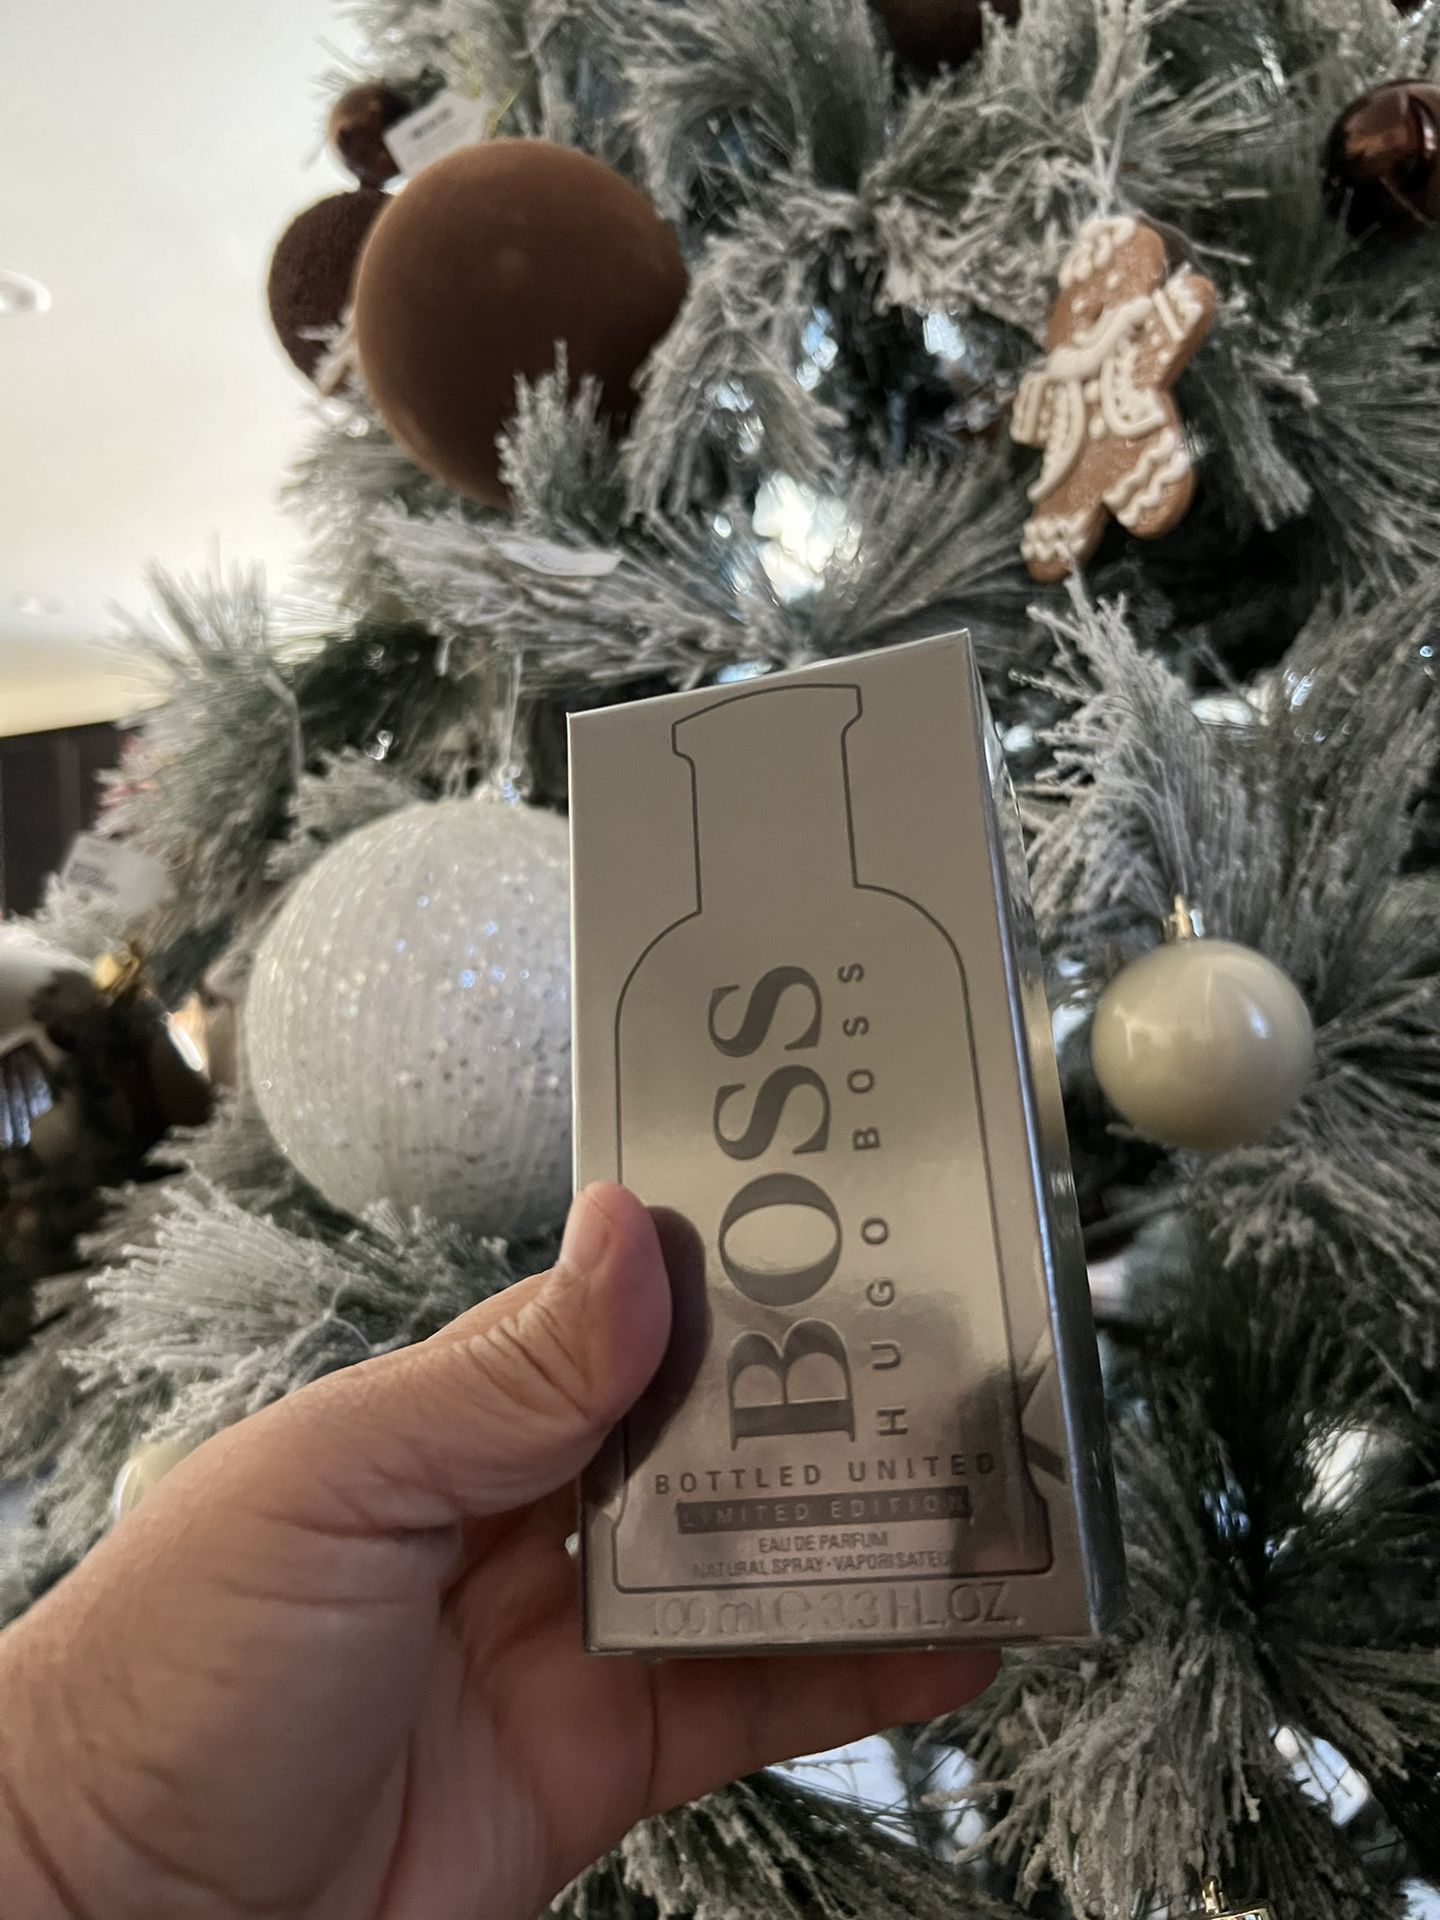 BOSS
HUGO BOSS
BOTTLED UNITED
LIMITED EDITION
EAU DE PARFUM
NATURAL SPRAY•VAPORISATEUR
100 ml ℮ 3.3 FL.OZ.